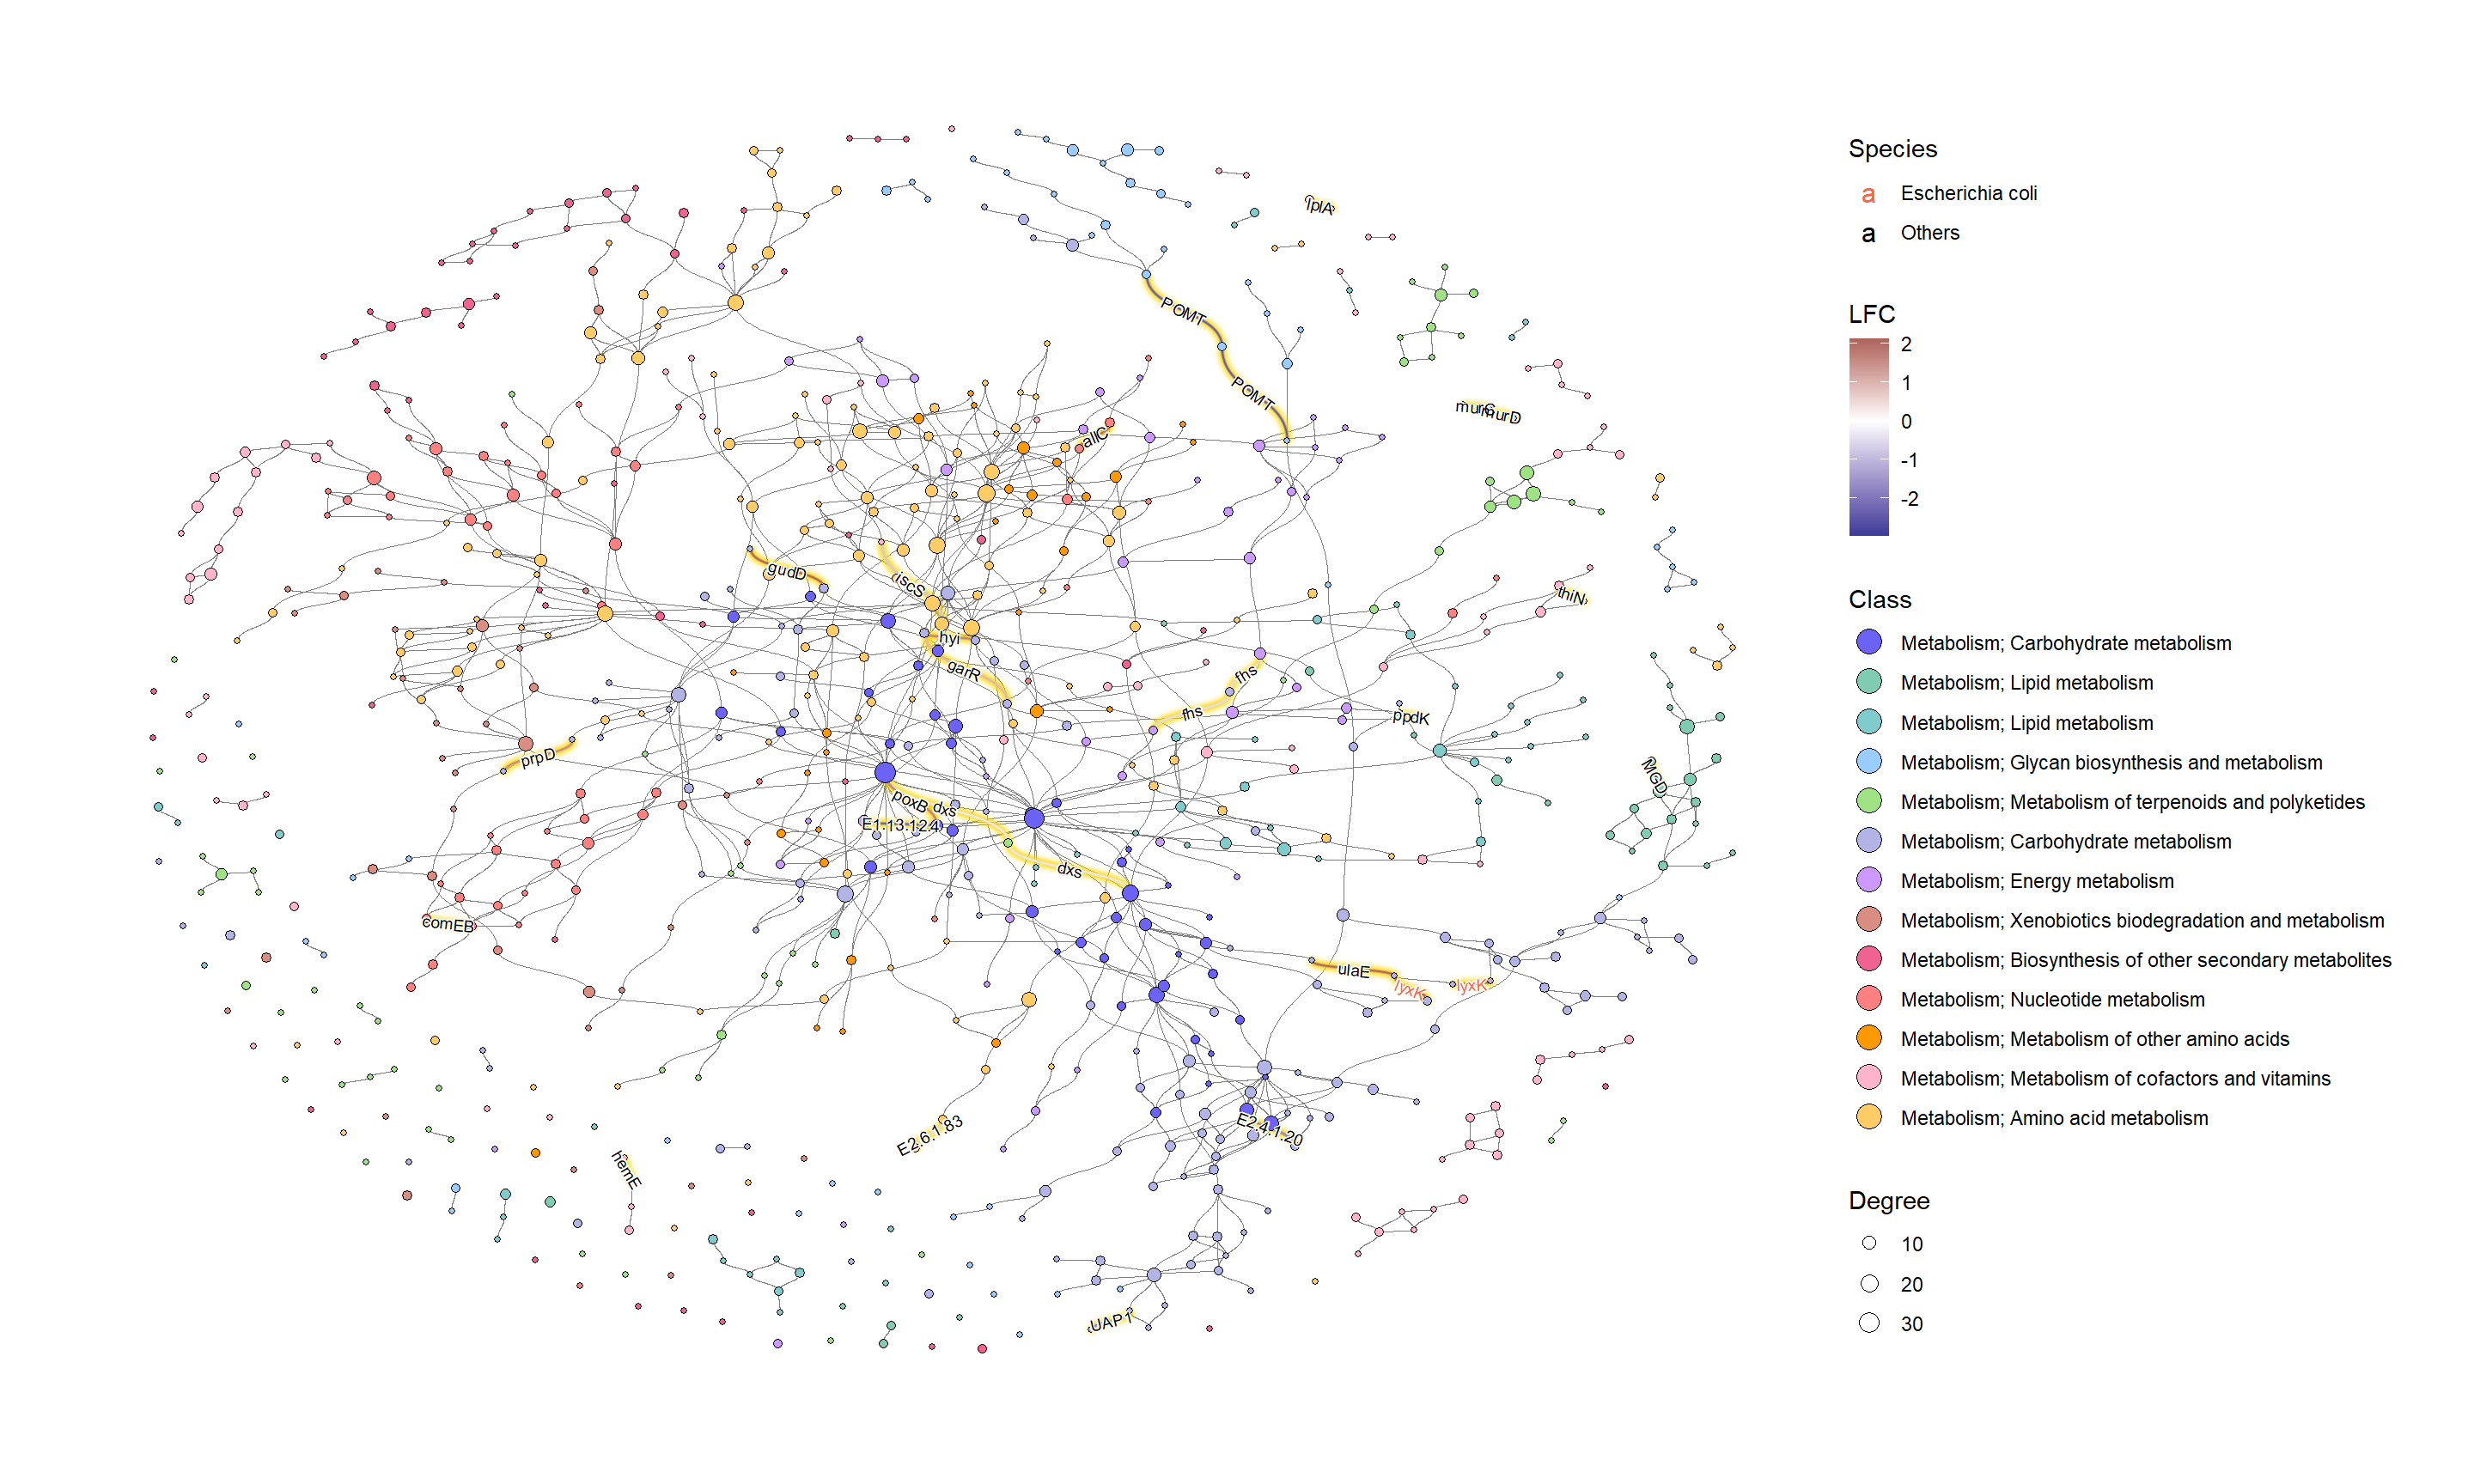 lplA
POMT
POMT
murC
murD
allC
gudD
iscS
thiN
hyi
garR
fhs
fhs
ppdK
prpD
MGD
poxB
dxs
E1.13.12.4
dxs
comEB
ulaE
lyxK
lyxK
E2.6.1.83
E2.4.1.20
hemE
UAP1
Species
a Escherichia coli
a Others
LFC
2
1
0
-1
-2
Class
Metabolism; Carbohydrate metabolism
Metabolism; Lipid metabolism
Metabolism; Lipid metabolism
Metabolism; Glycan biosynthesis and metabolism
Metabolism; Metabolism of terpenoids and polyketides
Metabolism; Carbohydrate metabolism
Metabolism; Energy metabolism
Metabolism; Xenobiotics biodegradation and metabolism
Metabolism; Biosynthesis of other secondary metabolites
Metabolism; Nucleotide metabolism
Metabolism; Metabolism of other amino acids
Metabolism; Metabolism of cofactors and vitamins
Metabolism; Amino acid metabolism
Degree
10
20
30